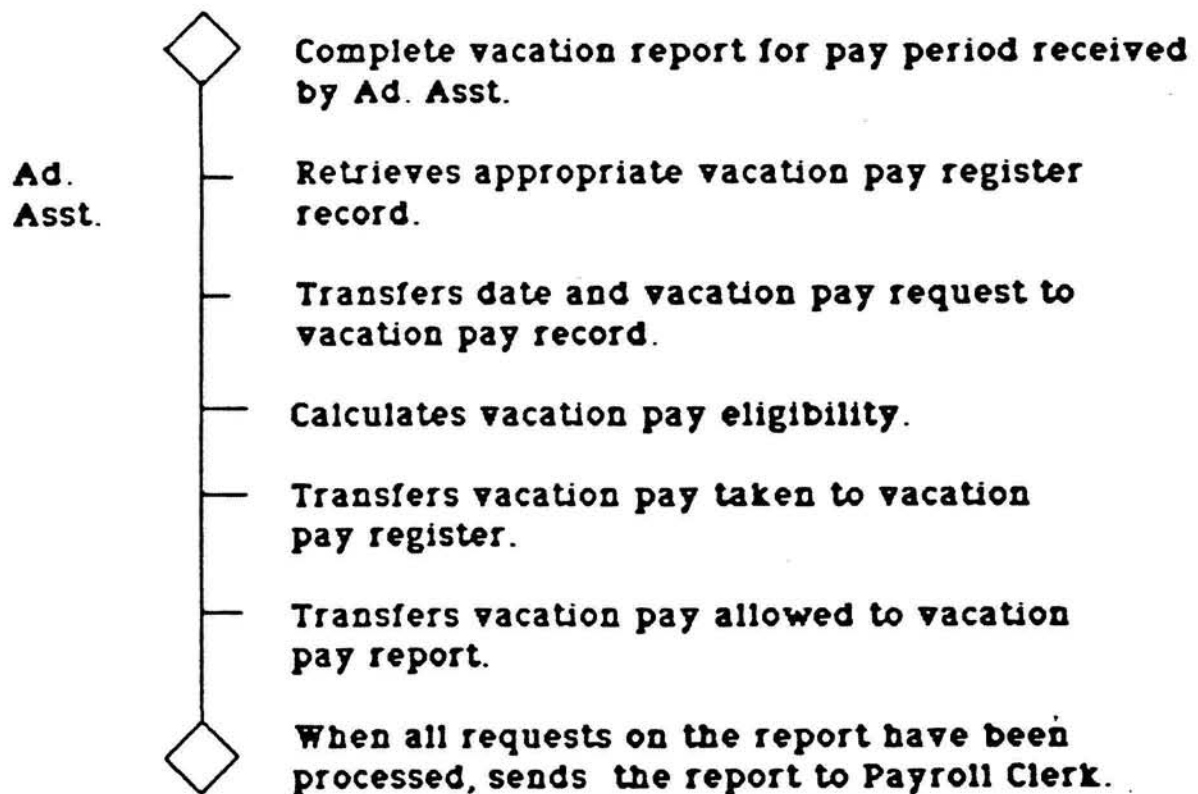 Complete vacation report for pay period received
by Ad. Asst.
Ad.
Asst.
Retrieves appropriate vacation pay register
record.
Transfers date and vacation pay request to
vacation pay record.
Calculates vacation pay eligibility.
Transfers vacation pay taken to vacation
pay register.
Transfers vacation pay allowed to vacation
pay report.
When all requests on the report have been
processed, sends the report to Payroll Clerk.